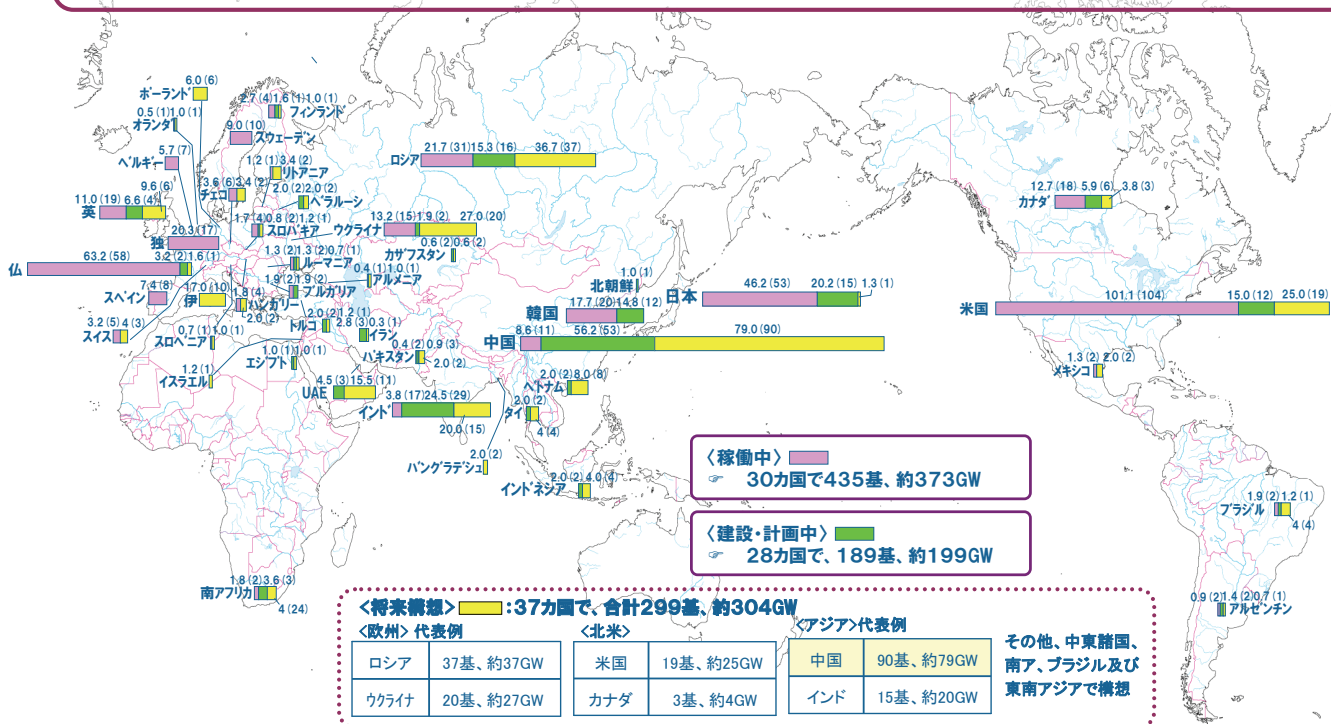 6.0 (6)
ポーランド
2.7 (4)1.6 (1)1.0 (1)
フィンランド
0.5 (1)1.0 (1)
オランダ
9.0 (10)
スウェーデン
5.7 (7)
ベルギー
21.7 (31)15.3 (16) 36.7 (37)
ロシア
1.2 (1)3.4 (2)
リトアニア
3.6 (6)3.4 (2)
チェコ
2.0 (2)2.0 (2)
ベラルーシ
9.6 (6)
11.0 (19) 6.6 (4)
英
1.7 (4)0.8 (2)1.2 (1)
スロバキア
13.2 (15)1.9 (2) 27.0 (20)
ウクライナ
20.3 (17)
独
0.6 (2)0.6 (2)
カザフスタン
63.2 (58) 3.2 (2)1.6 (1)
仏
1.3 (2)1.3 (2)0.7 (1)
ルーマニア
0.4 (1)1.0 (1)
アルメニア
1.9 (2)1.9 (2)
ブルガリア
7.4 (8)
スペイン
17.0 (10)
伊
1.8 (4)
ハンガリー
2.0 (2)
3.2 (5) 4 (3)
スイス
0.7 (1)1.0 (1)
スロベニア
2.0 (2)1.2 (1)
トルコ
2.8 (3)0.3 (1)
イラン
1.0 (1)
北朝鮮
17.7 (20)14.8 (12)
韓国
46.2 (53) 20.2 (15) 1.3 (1)
日本
8.6 (11) 56.2 (53) 79.0 (90)
中国
1.2 (1)
イスラエル
1.0 (1)1.0 (1)
エジプト
0.4 (2)0.9 (3)
パキスタン
2.0 (2)
4.5 (3)15.5 (11)
UAE
3.8 (17)24.5 (29)
インド
20.0 (15)
2.0 (2)8.0 (8)
ベトナム
2.0 (2)
タイ
4 (4)
2.0 (2)
バングラデシュ
2.0 (2)4.0 (4)
インドネシア
12.7 (18) 5.9 (6) 3.8 (3)
カナダ
101.1 (104) 15.0 (12) 25.0 (19)
米国
1.3 (2)2.0 (2)
メキシコ
1.9 (2)1.2 (1)
ブラジル
4 (4)
0.9 (2)1.4 (2)0.7 (1)
アルゼンチン
1.8 (2)3.6 (3)
南アフリカ
4 (24)
〈稼働中〉
☞ 30カ国で435基、約373GW
〈建設・計画中〉
☞ 28カ国で、189基、約199GW
<将来構想> :37カ国で、合計299基、約304GW
<欧州> 代表例
ロシア 37基、約37GW
ウクライナ 20基、約27GW
<北米>
米国 19基、約25GW
カナダ 3基、約4GW
<アジア>代表例
中国 90基、約79GW
インド 15基、約20GW
その他、中東諸国、
南ア、ブラジル及び
東南アジアで構想